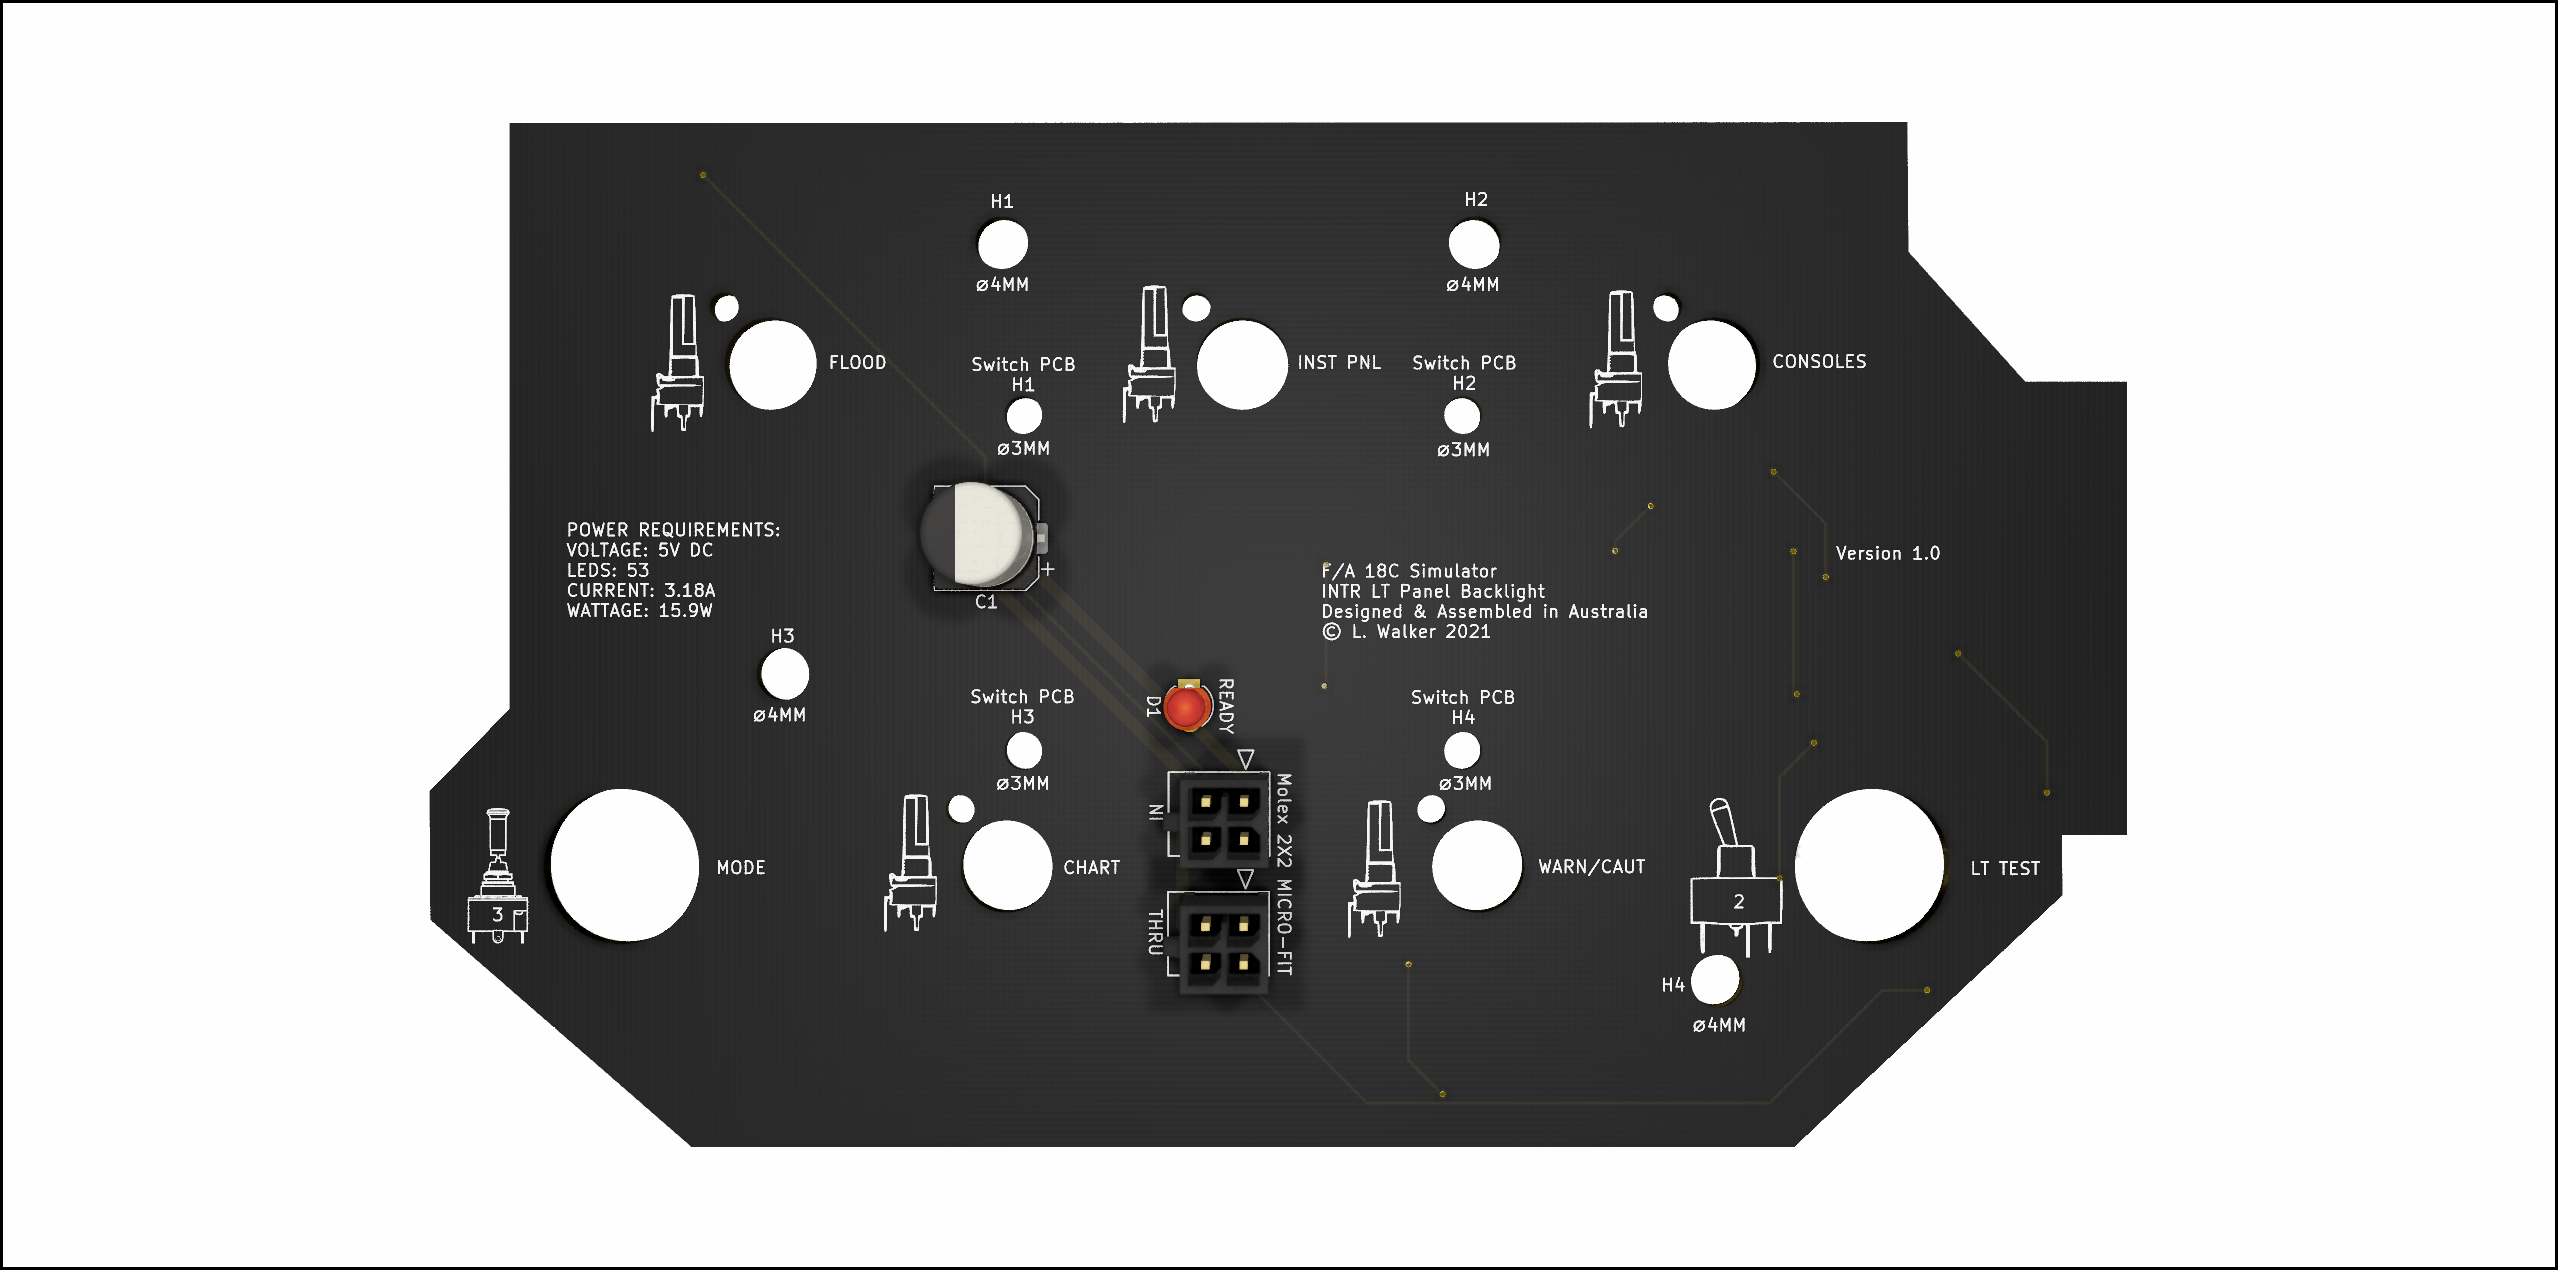 H1
H2
ø4MM
ø4MM
FLOOD
INST PNL
CONSOLES
Switch PCB
H1
ø3MM
Switch PCB
H2
ø3MM
POWER REQUIREMENTS:
VOLTAGE: 5V DC
LEDS: 53
CURRENT: 3.18A
WATTAGE: 15.9W
+
C1
F/A 18C Simulator
INTR LT Panel Backlight
Designed & Assembled in Australia
© L. Walker 2021
Version 1.0
H3
ø4MM
D1
READY
Switch PCB
H3
ø3MM
Switch PCB
H4
ø3MM
3
MODE
CHART
IN
Molex 2X2 MICRO-FIT
THRU
WARN/CAUT
2
LT TEST
H4
ø4MM